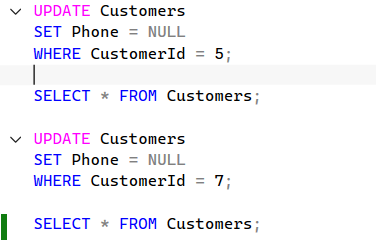 UPDATE Customers
SET Phone = NULL
WHERE CustomerId = 5;
SELECT * FROM Customers;
UPDATE Customers
SET Phone = NULL
WHERE CustomerId = 7;
SELECT * FROM Customers;